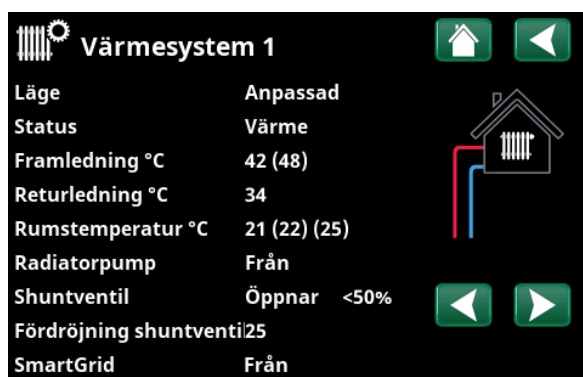 Värmesystem 1
Läge Anpassad
Status Värme
Framledning °C 42 (48)
Returledning °C 34
Rumstemperatur °C 21 (22) (25)
Radiatorpump Från
Shuntventil Öppnar <50%
Fördröjning shuntventil 25
SmartGrid Från